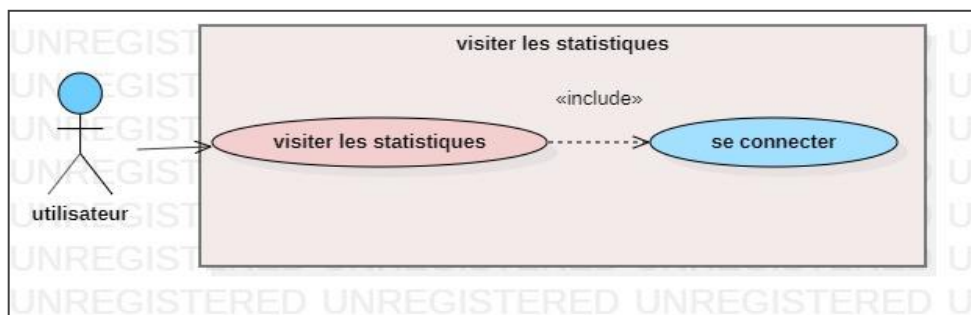 visiter les statistiques
«include»
visiter les statistiques
se connecter
utilisateur
UNREGISTERED UNREGISTERED UNREGISTERED U